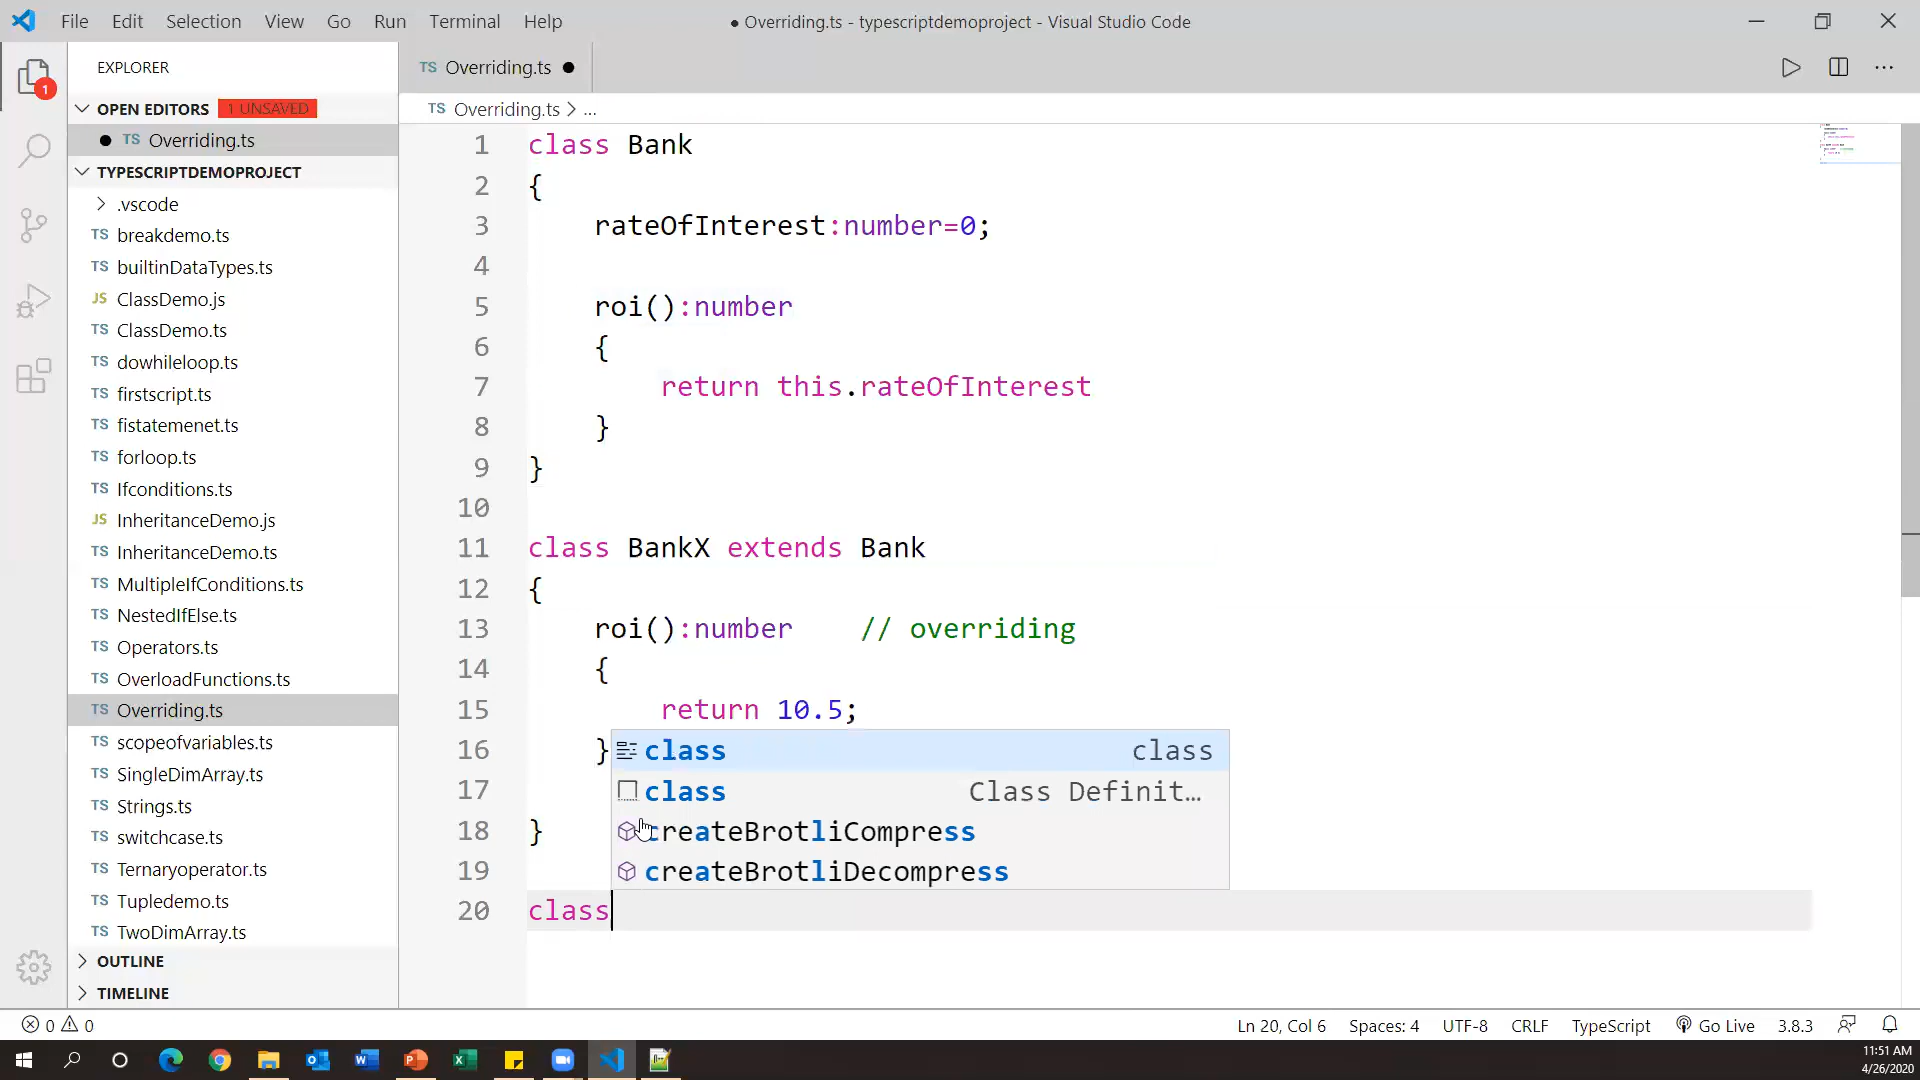 File Edit Selection View Go Run Terminal Help
● Overriding.ts - typescriptdemoproject - Visual Studio Code
EXPLORER
1
OPEN EDITORS 1 UNSAVED
● TS Overriding.ts
TYPESCRIPTDEMOPROJECT
.vscode
TS breakdemo.ts
TS builtinDataTypes.ts
JS ClassDemo.js
TS ClassDemo.ts
TS dowhileloop.ts
TS firstscript.ts
TS fistatemenet.ts
TS forloop.ts
TS Ifconditions.ts
JS InheritanceDemo.js
TS InheritanceDemo.ts
TS MultipleIfConditions.ts
TS NestedIfElse.ts
TS Operators.ts
TS OverloadFunctions.ts
TS Overriding.ts
TS scopeofvariables.ts
TS SingleDimArray.ts
TS Strings.ts
TS switchcase.ts
TS Ternaryoperator.ts
TS Tupledemo.ts
TS TwoDimArray.ts
OUTLINE
TIMELINE
TS Overriding.ts ●
TS Overriding.ts > ...
1 class Bank
2 {
3 rateOfInterest:number=0;
4
5 roi():number
6 {
7 return this.rateOfInterest
8 }
9 }
10
11 class BankX extends Bank
12 {
13 roi():number // overriding
14 {
15 return 10.5;
16 }
17
18 }
19
20 class
class class
class Class Definit…
createBrotliCompress
createBrotliDecompress
0 0
Ln 20, Col 6 Spaces: 4 UTF-8 CRLF TypeScript Go Live 3.8.3
11:51 AM
4/26/2020